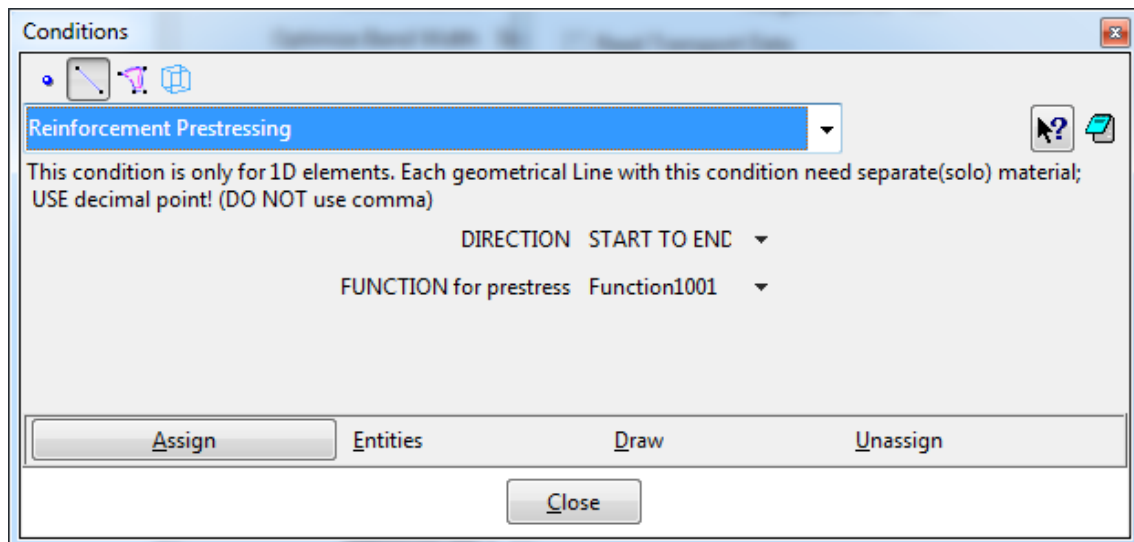 Conditions
Reinforcement Prestressing
This condition is only for 1D elements. Each geometrical Line with this condition need separate(solo) material;
USE decimal point! (DO NOT use comma)
DIRECTION START TO END
FUNCTION for prestress Function1001
Assign Entities Draw Unassign
Close